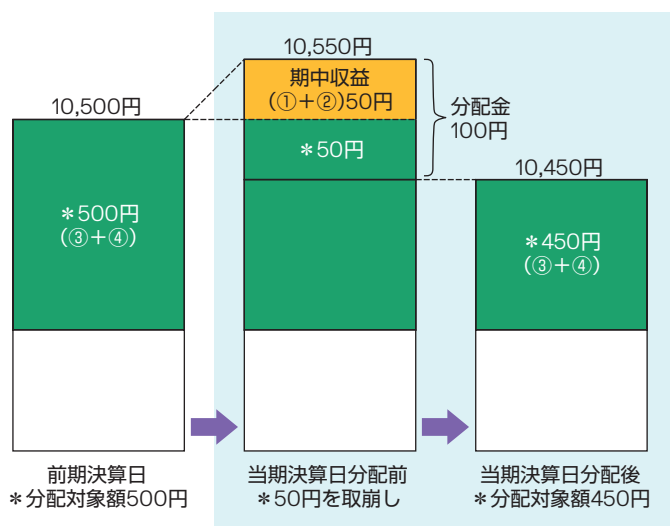 10,500円
＊500円
（③＋④）
前期決算日
＊分配対象額500円
10,550円
期中収益
（①＋②）50円
＊50円
分配金
100円
当期決算日分配前
＊50円を取崩し
10,450円
＊450円
（③＋④）
当期決算日分配後
＊分配対象額450円